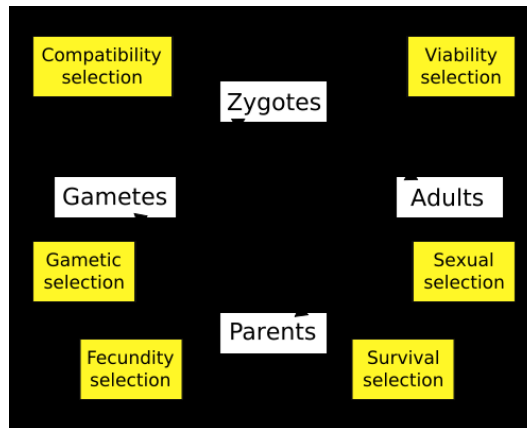 Compatibility
selection
Viability
selection
Zygotes
Gametes
Adults
Gametic
selection
Sexual
selection
Parents
Fecundity
selection
Survival
selection